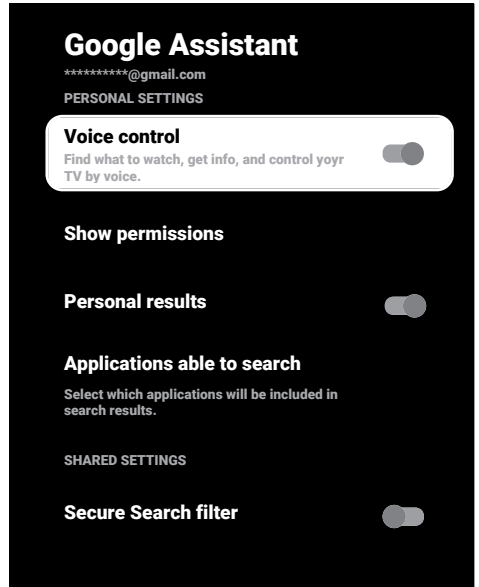 Google Assistant
**********@gmail.com
PERSONAL SETTINGS
Voice control
Find what to watch, get info, and control yoyr
TV by voice.
Show permissions
Personal results
Applications able to search
Select which applications will be included in
search results.
SHARED SETTINGS
Secure Search filter